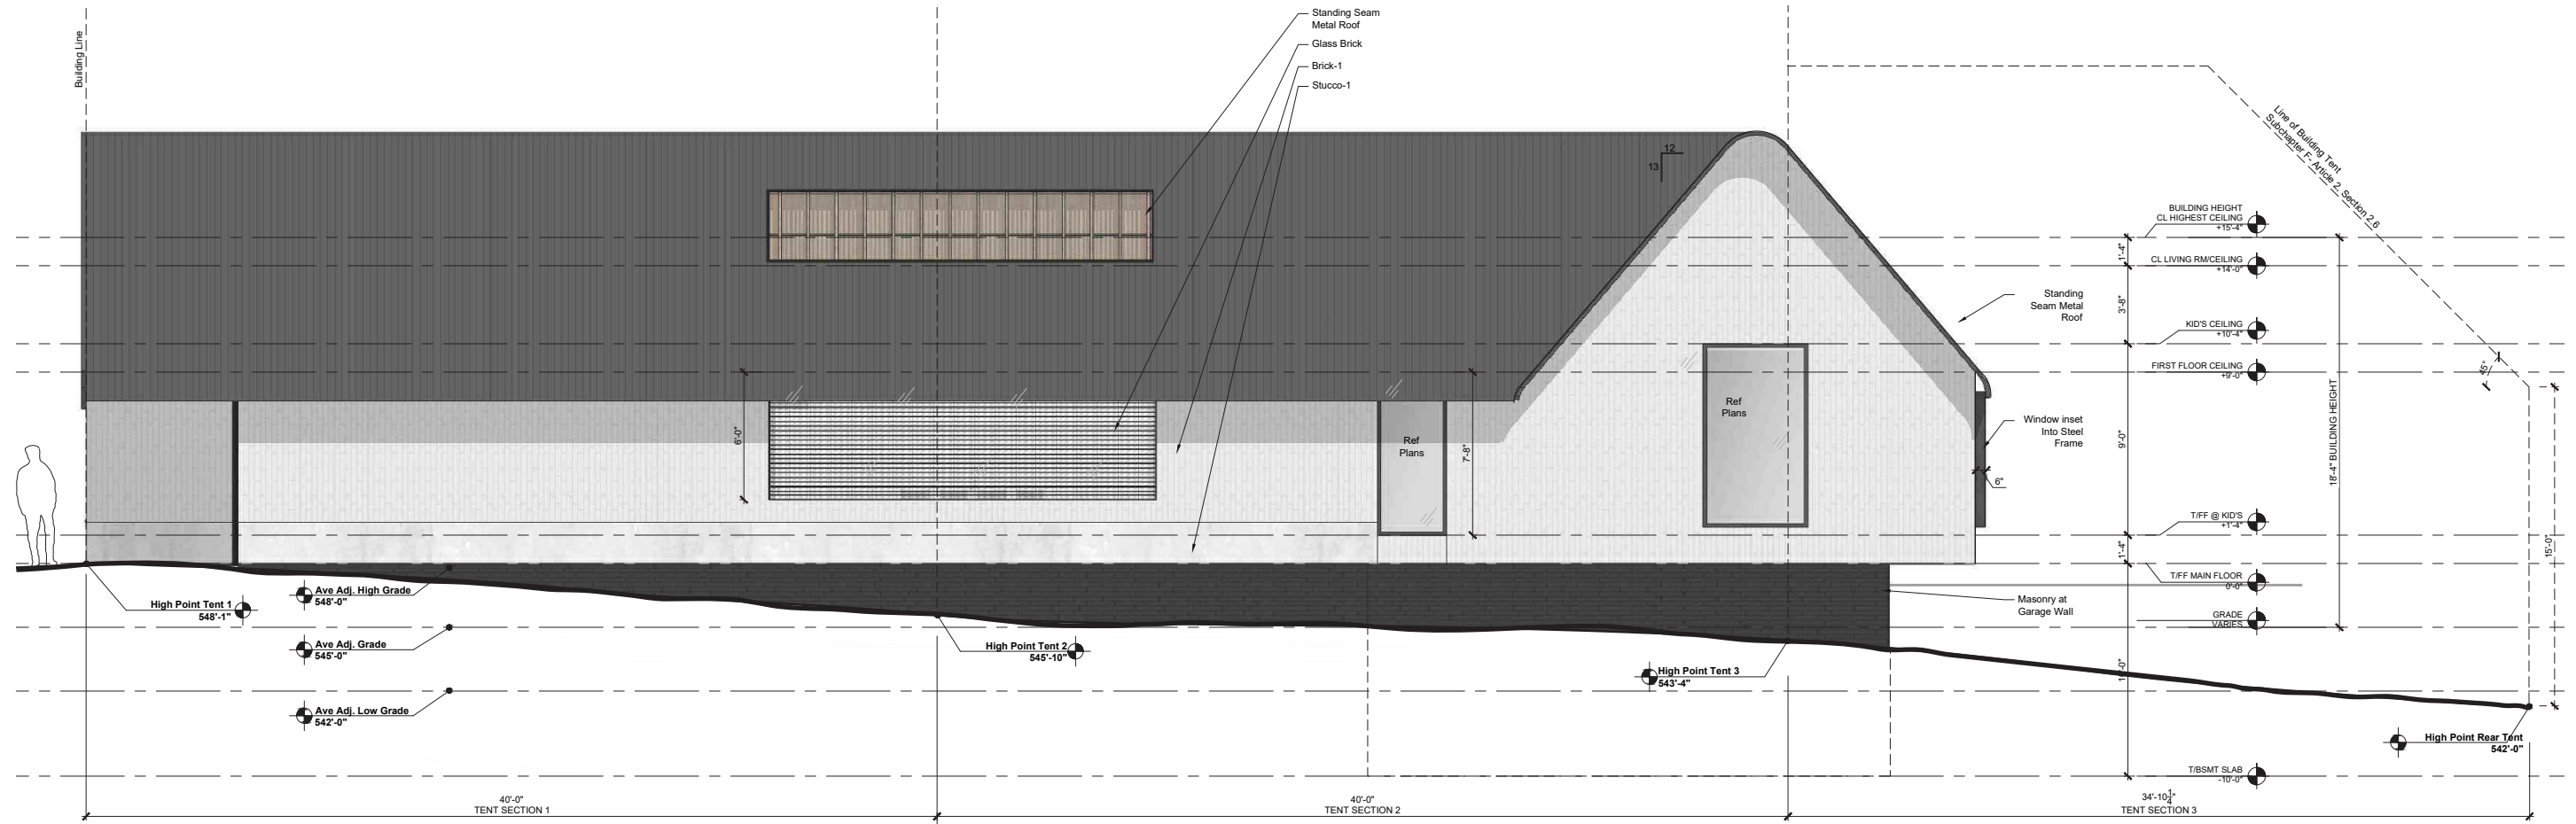 Building Line
Standing Seam
Metal Roof
Glass Brick
Brick-1
Stucco-1
12
13
Line of Building Tent
Subchapter F- Article 2, Section 2.6
45°
BUILDING HEIGHT
CL HIGHEST CEILING
+15'-4"
1'-4"
CL LIVING RM/CEILING
+14'-0"
Standing
Seam Metal
Roof
3'-8"
KID'S CEILING
+10'-4"
FIRST FLOOR CEILING
+9'-0"
18'-4" BUILDING HEIGHT
Ref
Plans
Window inset
Into Steel
Frame
9'-0"
6'-0"
Ref
Plans
7'-8"
6"
T/FF @ KID'S
+1'-4"
1'-4"
15'-0"
T/FF MAIN FLOOR
0'-0"
Masonry at
Garage Wall
GRADE
VARIES
High Point Tent 1
548'-1"
Ave Adj. High Grade
548'-0"
Ave Adj. Grade
545'-0"
High Point Tent 2
545'-10"
High Point Tent 3
543'-4"
Ave Adj. Low Grade
542'-0"
High Point Rear Tent
542'-0"
T/BSMT SLAB
-10'-0"
40'-0"
TENT SECTION 1
40'-0"
TENT SECTION 2
34'-10 1/4"
TENT SECTION 3